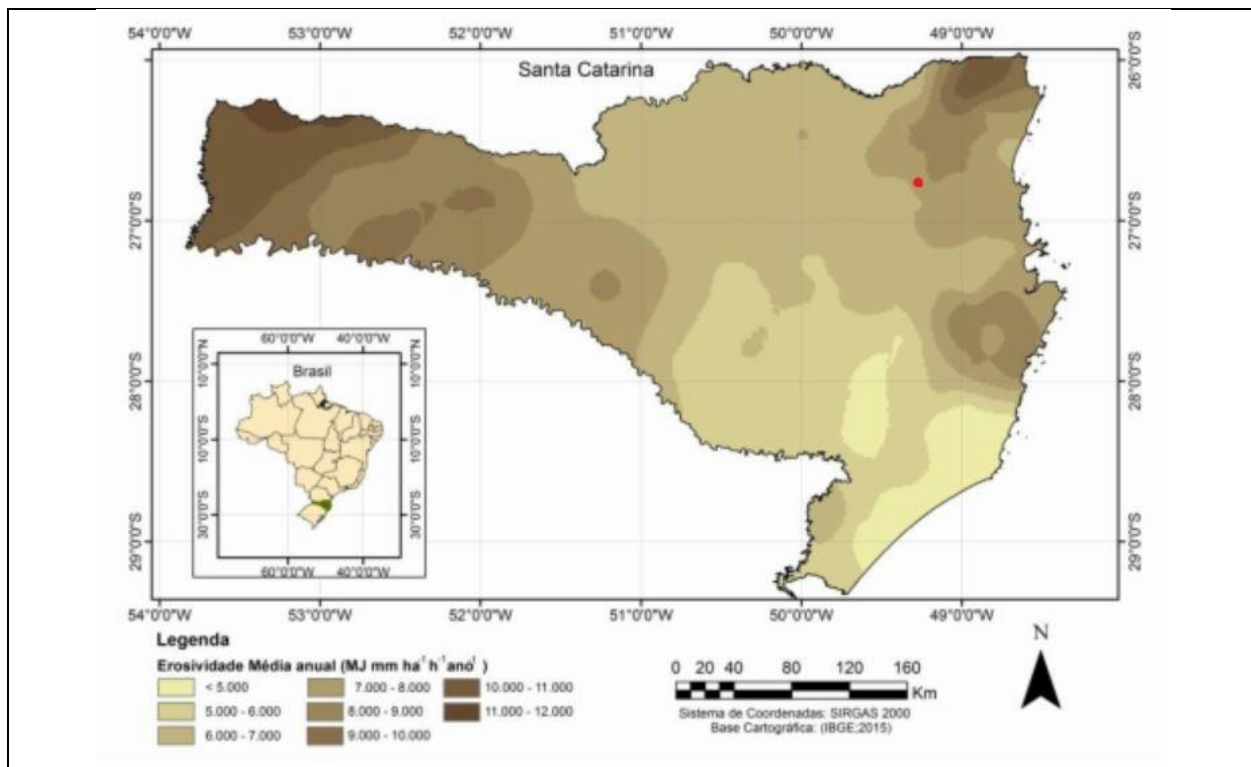 54°0'0"W 53°0'0"W 52°0'0"W 51°0'0"W 50°0'0"W 49°0'0"W
Santa Catarina
26°0'0"S
27°0'0"S 27°0'0"S
28°0'0"S 28°0'0"S
29°0'0"S 29°0'0"S
60°0'0"W 40°0'0"W
Brasil
10°0'0"N 10°0'0"N
10°0'0"S 10°0'0"S
30°0'0"S 30°0'0"S
60°0'0"W 40°0'0"W
54°0'0"W 53°0'0"W 52°0'0"W 51°0'0"W 50°0'0"W 49°0'0"W
Legenda
Erosividade Média anual (MJ mm ha⁻¹ h⁻¹ano¹ )
< 5.000 7.000 - 8.000 10.000 - 11.000
5.000 - 6.000 8.000 - 9.000 11.000 - 12.000
6.000 - 7.000 9.000 - 10.000
N
0 20 40 80 120 160
Km
Sistema de Coordenadas: SIRGAS 2000
Base Cartográfica: (IBGE;2015)